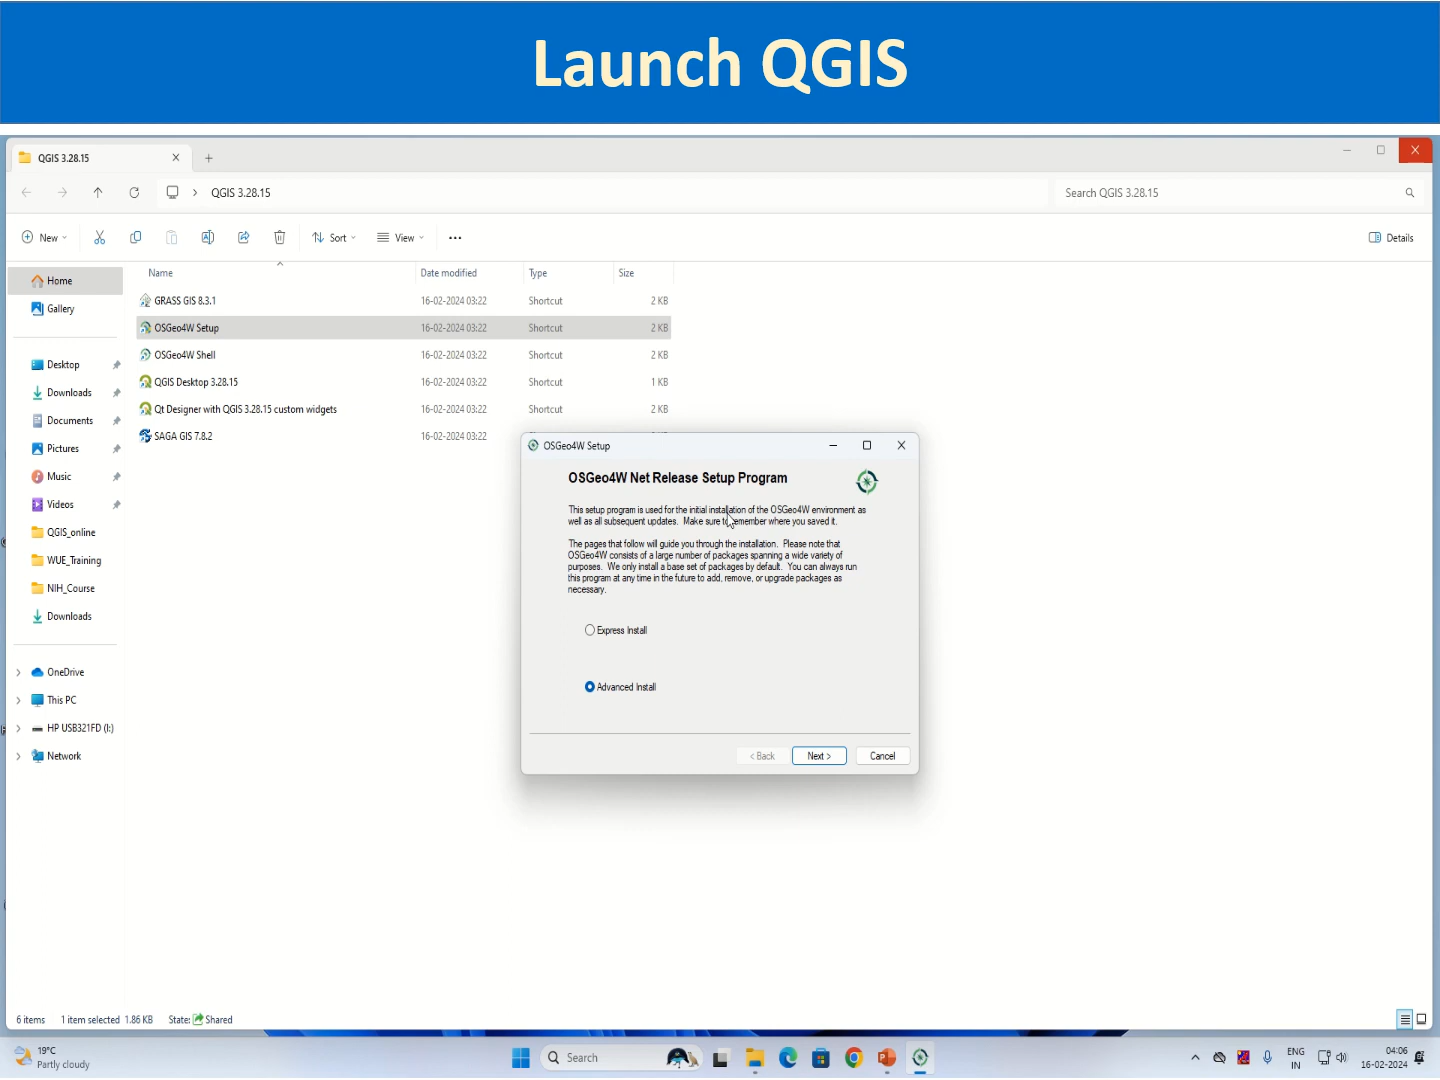 Launch QGIS
QGIS 3.28.15
QGIS 3.28.15
Search QGIS 3.28.15
New
Sort
View
Details
Name
Date modified
Type
Size
GRASS GIS 8.3.1
16-02-2024 03:22
Shortcut
2 KB
OSGeo4W Setup
16-02-2024 03:22
Shortcut
2 KB
OSGeo4W Shell
16-02-2024 03:22
Shortcut
2 KB
QGIS Desktop 3.28.15
16-02-2024 03:22
Shortcut
1 KB
Qt Designer with QGIS 3.28.15 custom widgets
16-02-2024 03:22
Shortcut
2 KB
SAGA GIS 7.8.2
16-02-2024 03:22
Home
Gallery
Desktop
Downloads
Documents
Pictures
Music
Videos
QGIS_online
WUE_Training
NIH_Course
Downloads
OneDrive
This PC
HP USB321FD (I:)
Network
OSGeo4W Setup
OSGeo4W Net Release Setup Program
This setup program is used for the initial installation of the OSGeo4W environment as
well as all subsequent updates. Make sure to remember where you saved it.
The pages that follow will guide you through the installation. Please note that
OSGeo4W consists of a large number of packages spanning a wide variety of
purposes. We only install a base set of packages by default. You can always run
this program at any time in the future to add, remove, or upgrade packages as
necessary.
Express Install
Advanced Install
< Back
Next >
Cancel
6 items
1 item selected 1.86 KB
State: Shared
19°C
Partly cloudy
Search
ENG
IN
04:06
16-02-2024